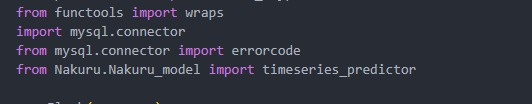 from functools import wraps
import mysql.connector
from mysql.connector import errorcode
from Nakuru.Nakuru_model import timeseries_predictor